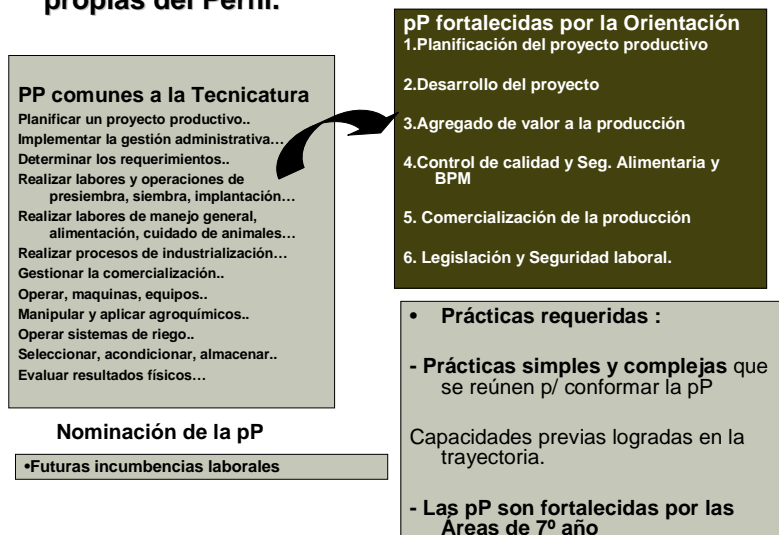 propias del Perfil.
PP comunes a la Tecnicatura
Planificar un proyecto productivo..
Implementar la gestión administrativa…
Determinar los requerimientos..
Realizar labores y operaciones de
presiembra, siembra, implantación…
Realizar labores de manejo general,
alimentación, cuidado de animales…
Realizar procesos de industrialización…
Gestionar la comercialización..
Operar, maquinas, equipos..
Manipular y aplicar agroquímicos..
Operar sistemas de riego..
Seleccionar, acondicionar, almacenar..
Evaluar resultados físicos…
Nominación de la pP
•Futuras incumbencias laborales
pP fortalecidas por la Orientación
1.Planificación del proyecto productivo
2.Desarrollo del proyecto
3.Agregado de valor a la producción
4.Control de calidad y Seg. Alimentaria y
BPM
5. Comercialización de la producción
6. Legislación y Seguridad laboral.
• Prácticas requeridas :
- Prácticas simples y complejas que
se reúnen p/ conformar la pP
Capacidades previas logradas en la
trayectoria.
- Las pP son fortalecidas por las
Áreas de 7º año